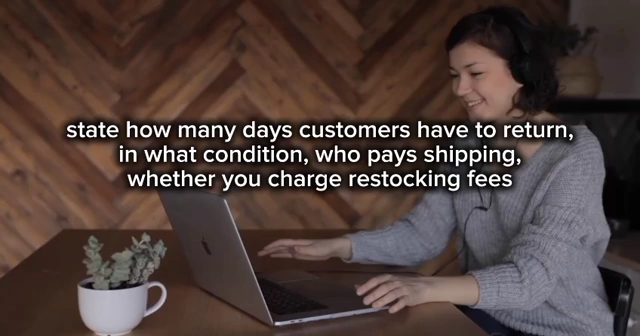 state how many days customers have to return,
in what condition, who pays shipping,
whether you charge restocking fees